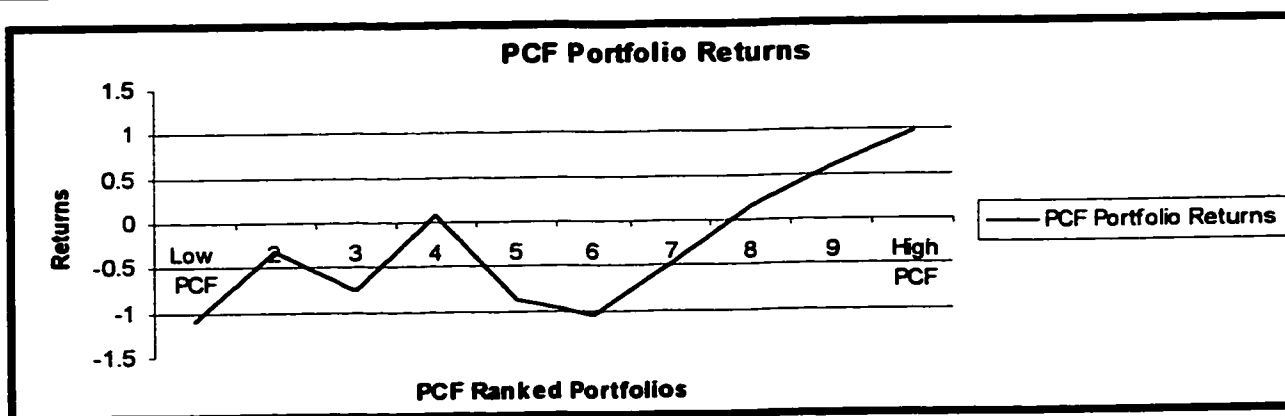 PCF Portfolio Returns
1.5
1
0.5
0
-0.5
-1
-1.5
Returns
Low PCF 2 3 4 5 6 7 8 9 High PCF
PCF Ranked Portfolios
PCF Portfolio Returns